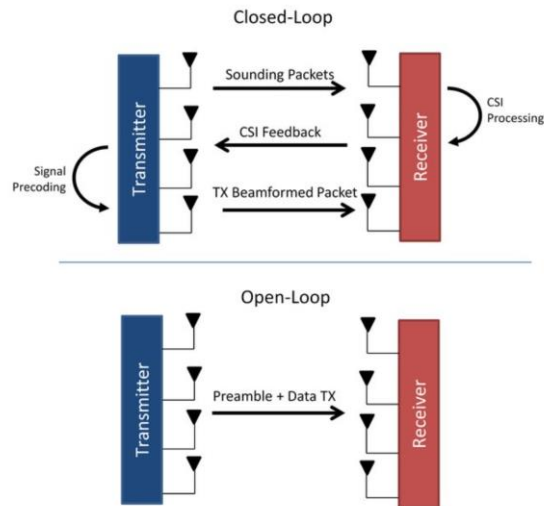 Closed-Loop
Transmitter
Sounding Packets
Receiver
CSI
Processing
CSI Feedback
Signal
Precoding
TX Beamformed Packet
Open-Loop
Transmitter
Preamble + Data TX
Receiver